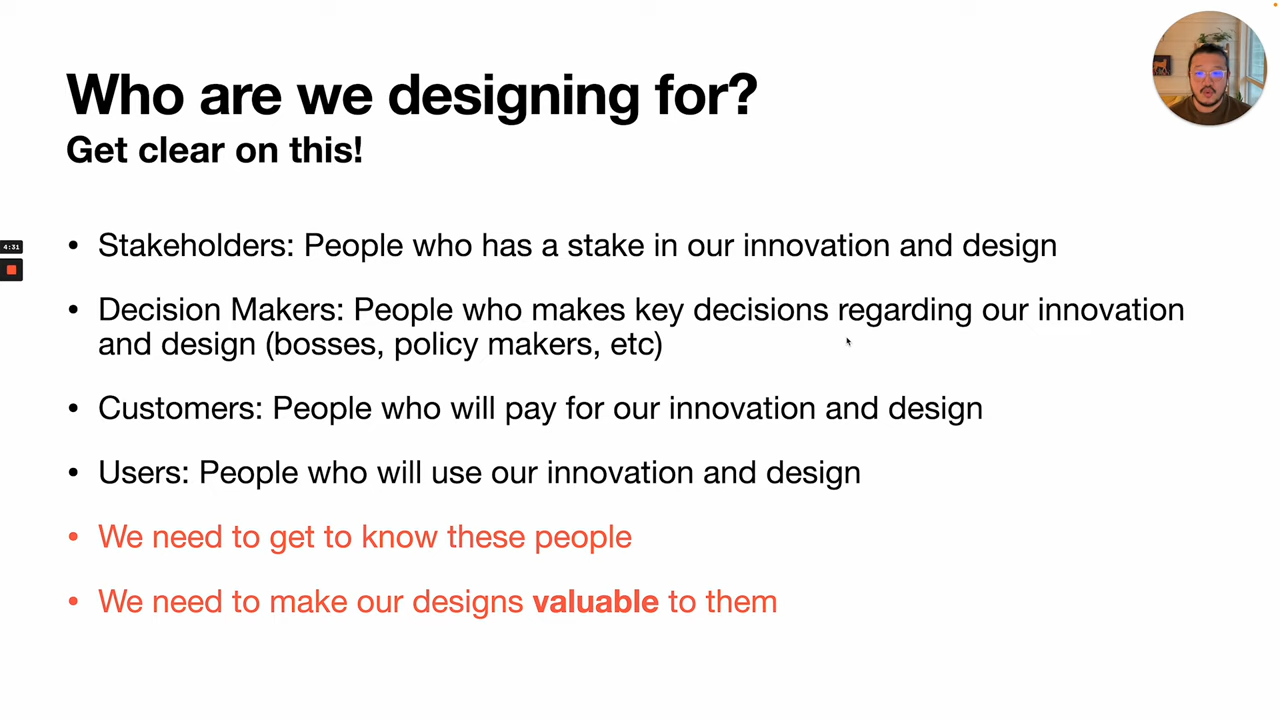 Who are we designing for?
Get clear on this!
4:31
• Stakeholders: People who has a stake in our innovation and design
• Decision Makers: People who makes key decisions regarding our innovation
and design (bosses, policy makers, etc)
• Customers: People who will pay for our innovation and design
• Users: People who will use our innovation and design
• We need to get to know these people
• We need to make our designs valuable to them